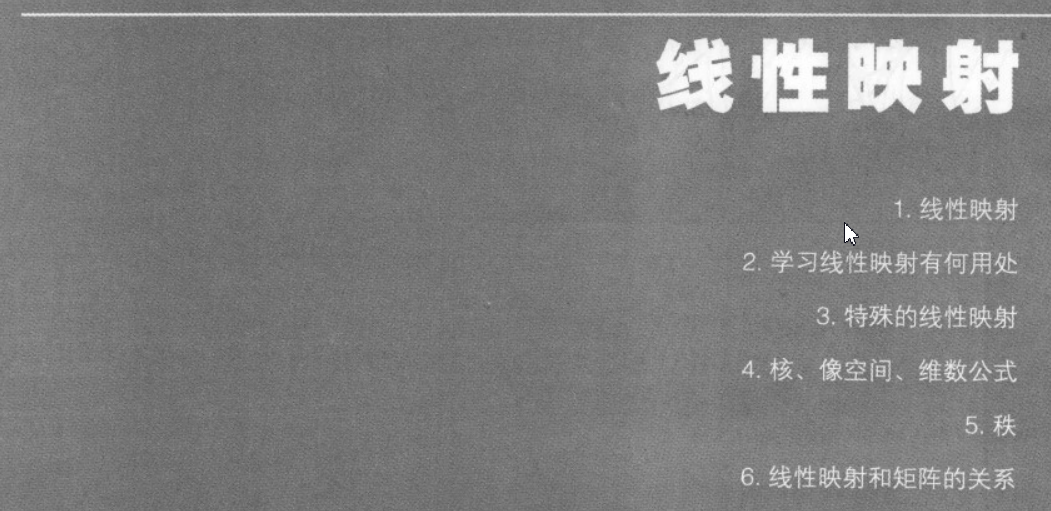 线性映射
1. 线性映射
2. 学习线性映射有何用处
3. 特殊的线性映射
4. 核、像空间、维数公式
5. 秩
6. 线性映射和矩阵的关系